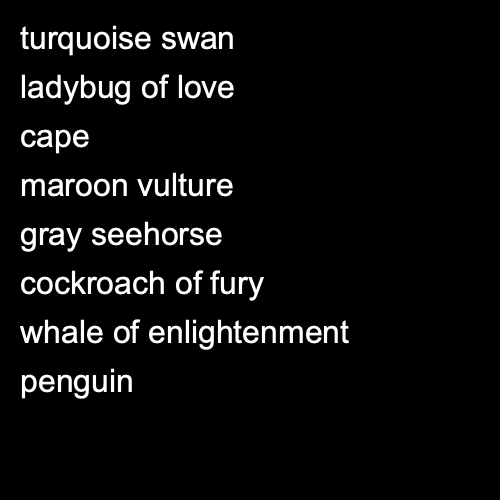 turquoise swan
ladybug of love
cape
maroon vulture
gray seehorse
cockroach of fury
whale of enlightenment
penguin